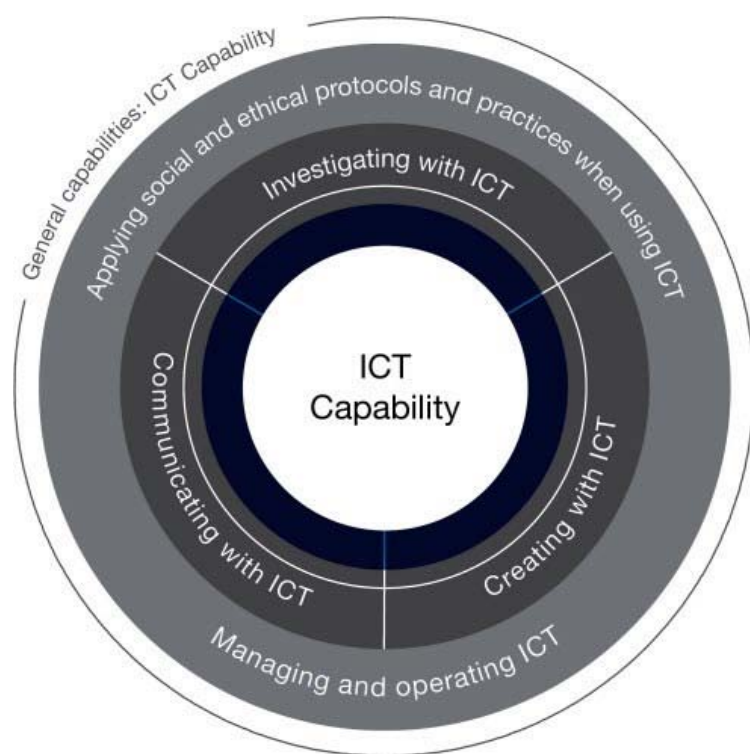 General capabilities: ICT Capability
Applying social and ethical protocols and practices when using ICT
Investigating with ICT
Communicating with ICT
Creating with ICT
ICT
Capability
Managing and operating ICT